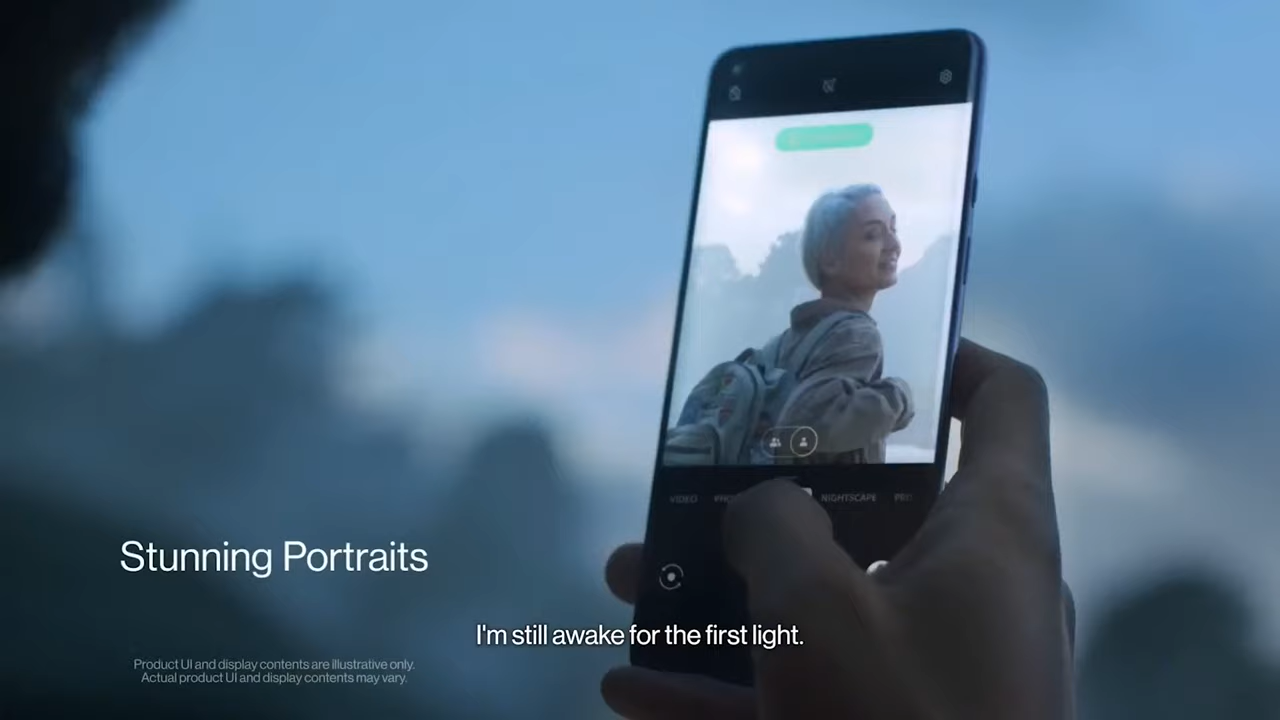 VIDEO NIGHTSCAPE
Stunning Portraits
I'm still awake for the first light.
Product UI and display contents are illustrative only.
Actual product UI and display contents may vary.